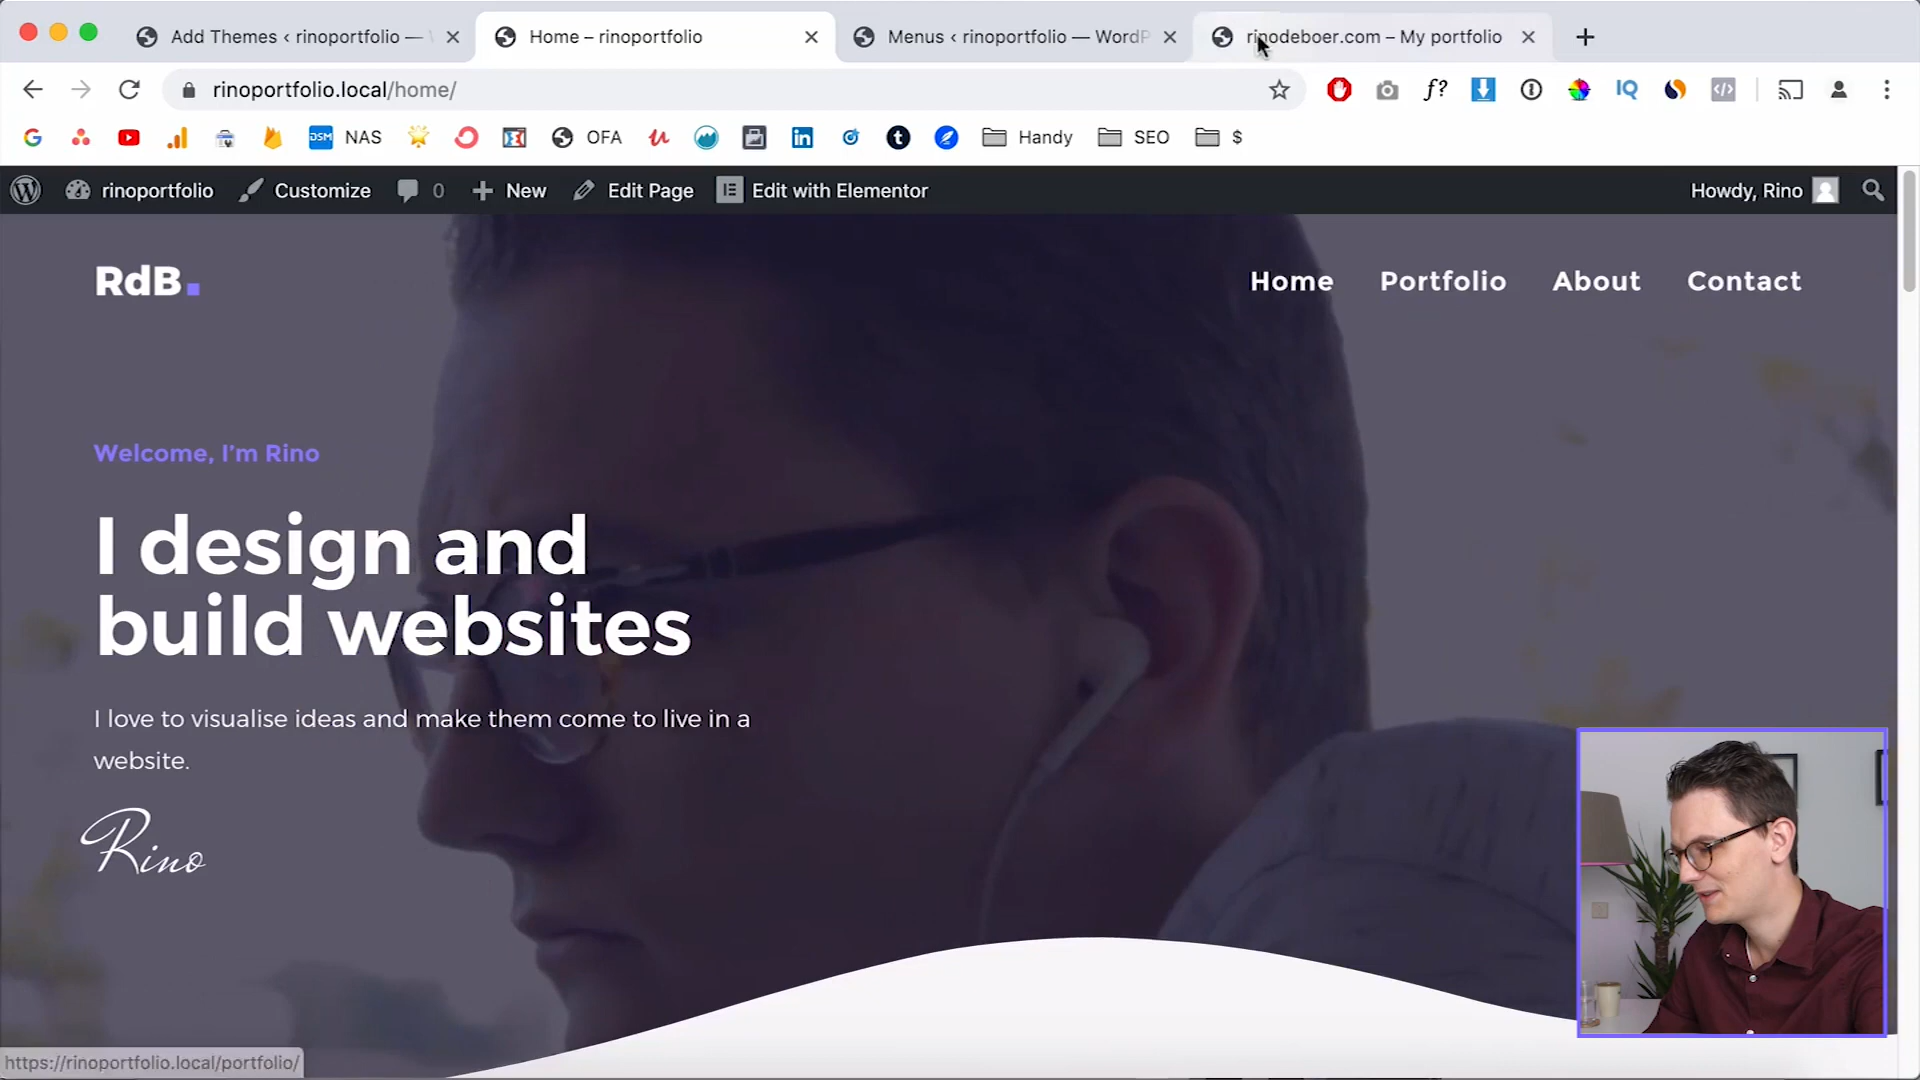 Add Themes ‹ rinoportfolio —
Home – rinoportfolio
Menus ‹ rinoportfolio — WordP
rinodeboer.com – My portfolio
rinoportfolio.local/home/
f?
IQ
NAS
OFA
Handy
SEO
$
rinoportfolio
Customize
0
New
Edit Page
Edit with Elementor
Howdy, Rino
RdB.
Home
Portfolio
About
Contact
Welcome, I'm Rino
I design and
build websites
I love to visualise ideas and make them come to live in a
website.
Rino
https://rinoportfolio.local/portfolio/